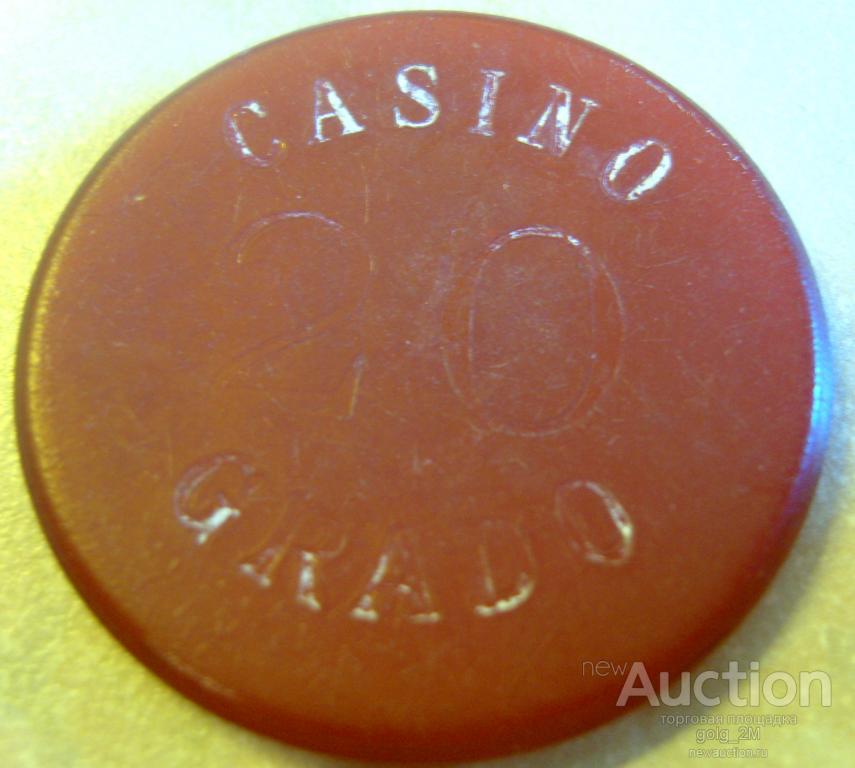 CASINO
20
GRADO
newAuction
торговая площадка
golg_2M
newauction.ru